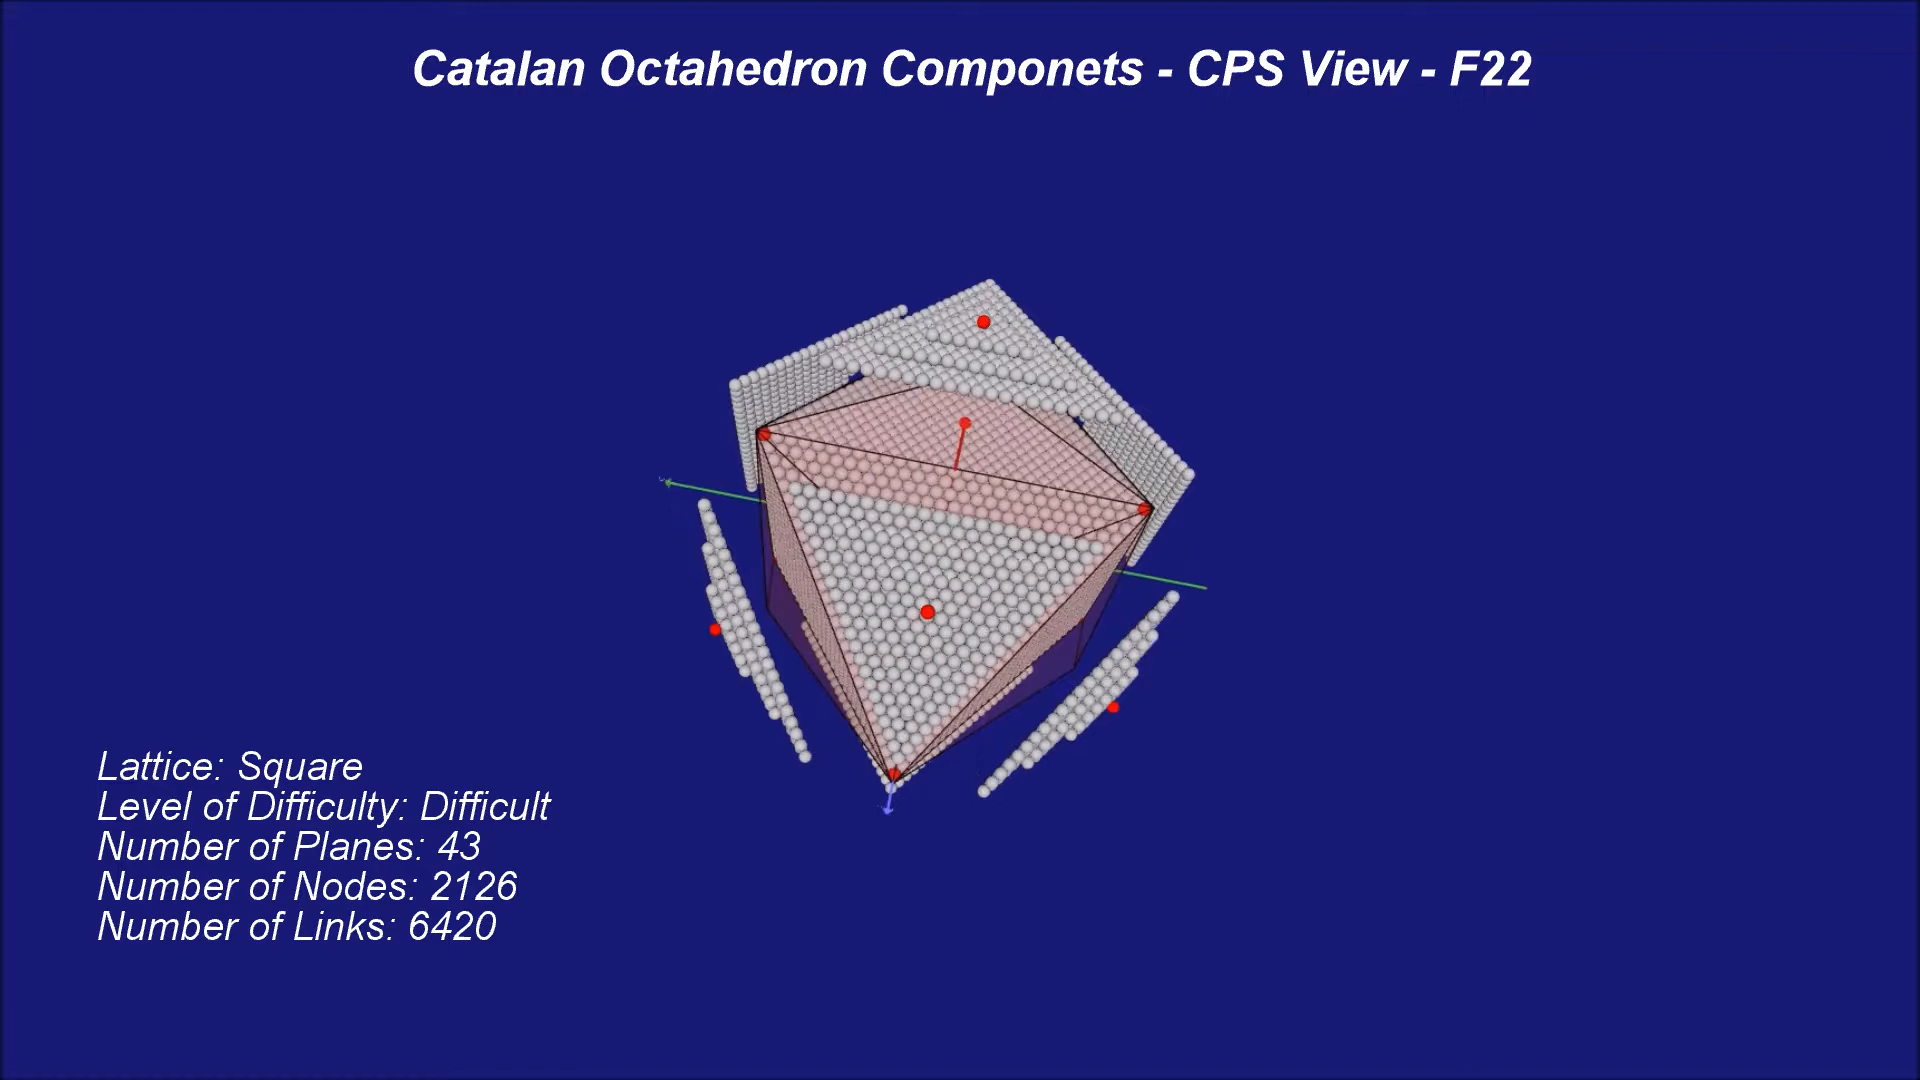 Catalan Octahedron Componets - CPS View - F22
Lattice: Square
Level of Difficulty: Difficult
Number of Planes: 43
Number of Nodes: 2126
Number of Links: 6420